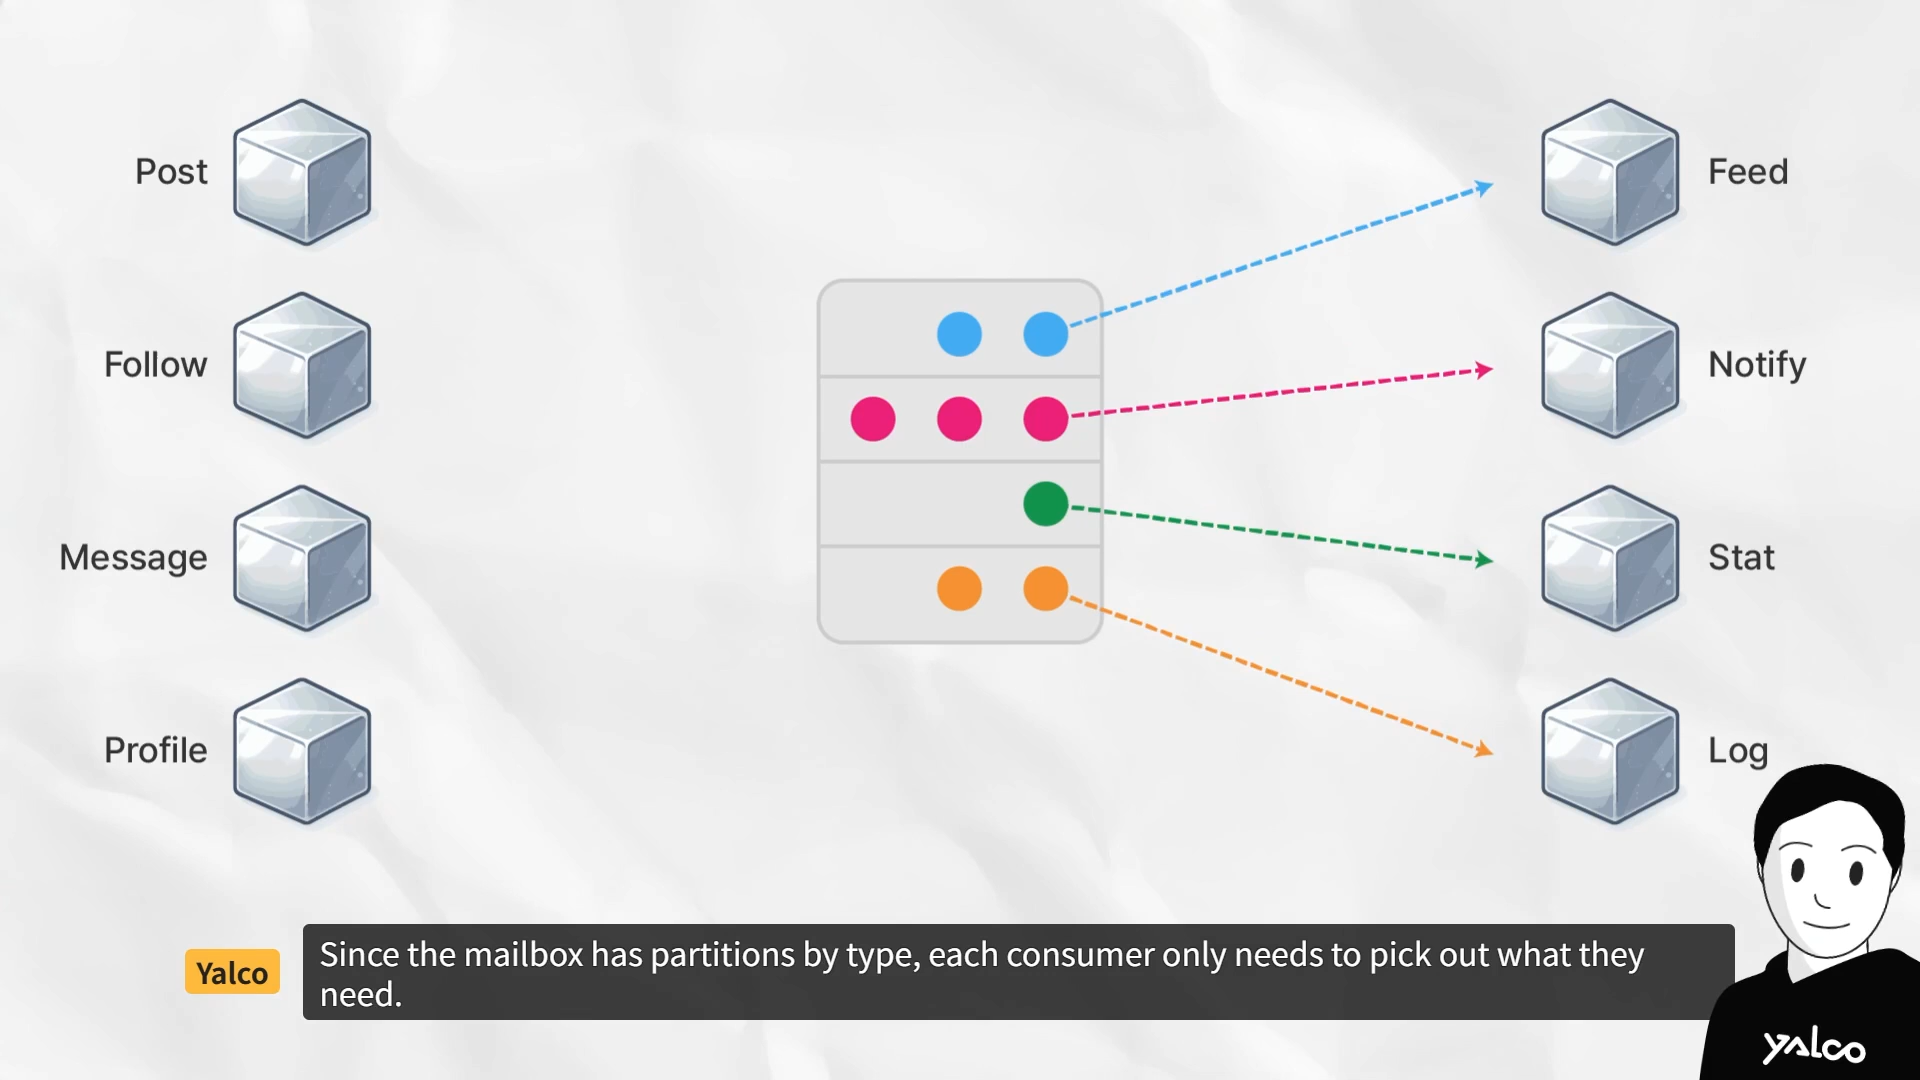 Post
Feed
Follow
Notify
Message
Stat
Profile
Log
Yalco
Since the mailbox has partitions by type, each consumer only needs to pick out what they
need.
yalco